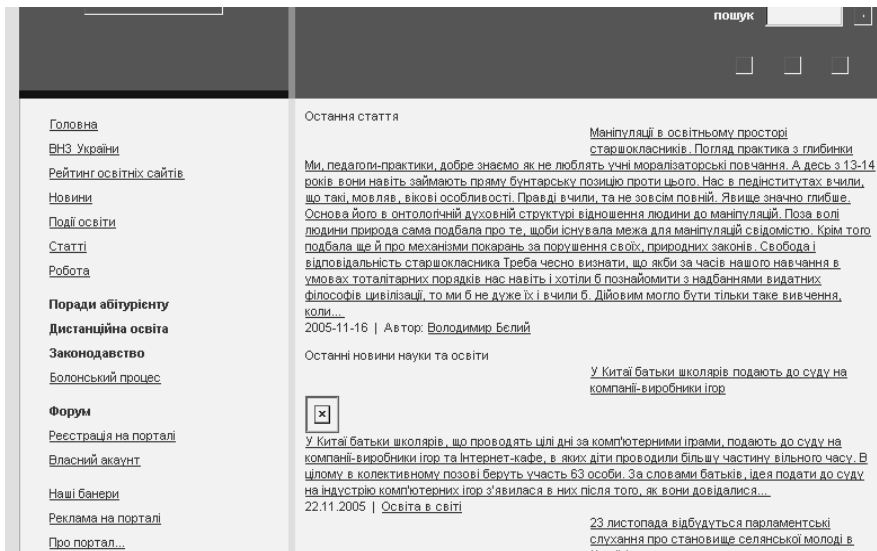 пошук
Головна
ВНЗ України
Рейтинг освітніх сайтів
Новини
Події освіти
Статті
Робота
Поради абітурієнту
Дистанційна освіта
Законодавство
Болонський процес
Форум
Реєстрація на порталі
Власний акаунт
Наші банери
Реклама на порталі
Про портал...
Остання стаття
Маніпуляції в освітньому просторі
старшокласників. Погляд практика з глибинки
Ми, педагоги-практики, добре знаємо як не люблять учні моралізаторські повчання. А десь з 13-14
років вони навіть займають пряму бунтарську позицію проти цього. Нас в педінститутах вчили,
що такі, мовляв, вікові особливості. Правді вчили, та не зовсім повній. Явище значно глибше.
Основа його в онтологічній духовній структурі відношення людини до маніпуляцій. Поза волі
людини природа сама подбала про те, щоби існувала межа для маніпуляцій свідомістю. Крім того
подбала ще й про механізми покарань за порушення своїх, природних законів. Свобода і
відповідальність старшокласника Треба чесно визнати, що якби за часів нашого навчання в
умовах тоталітарних порядків нас навіть і хотіли б познайомити з надбаннями видатних
філософів цивілізації, то ми б не дуже їх і вчили б. Дійовим могло бути тільки таке вивчення,
коли...
2005-11-16 | Автор: Володимир Бєлий
Останні новини науки та освіти
У Китаї батьки школярів подають до суду на
компанії-виробники ігор
У Китаї батьки школярів, що проводять цілі дні за комп'ютерними іграми, подають до суду на
компанії-виробники ігор та Інтернет-кафе, в яких діти проводили більшу частину вільного часу. В
цілому в колективному позові беруть участь 63 особи. За словами батьків, ідея подати до суду
на індустрію комп'ютерних ігор з'явилася в них після того, як вони довідалися...
22.11.2005 | Освіта в світі
23 листопада відбудуться парламентські
слухання про становище селянської молоді в